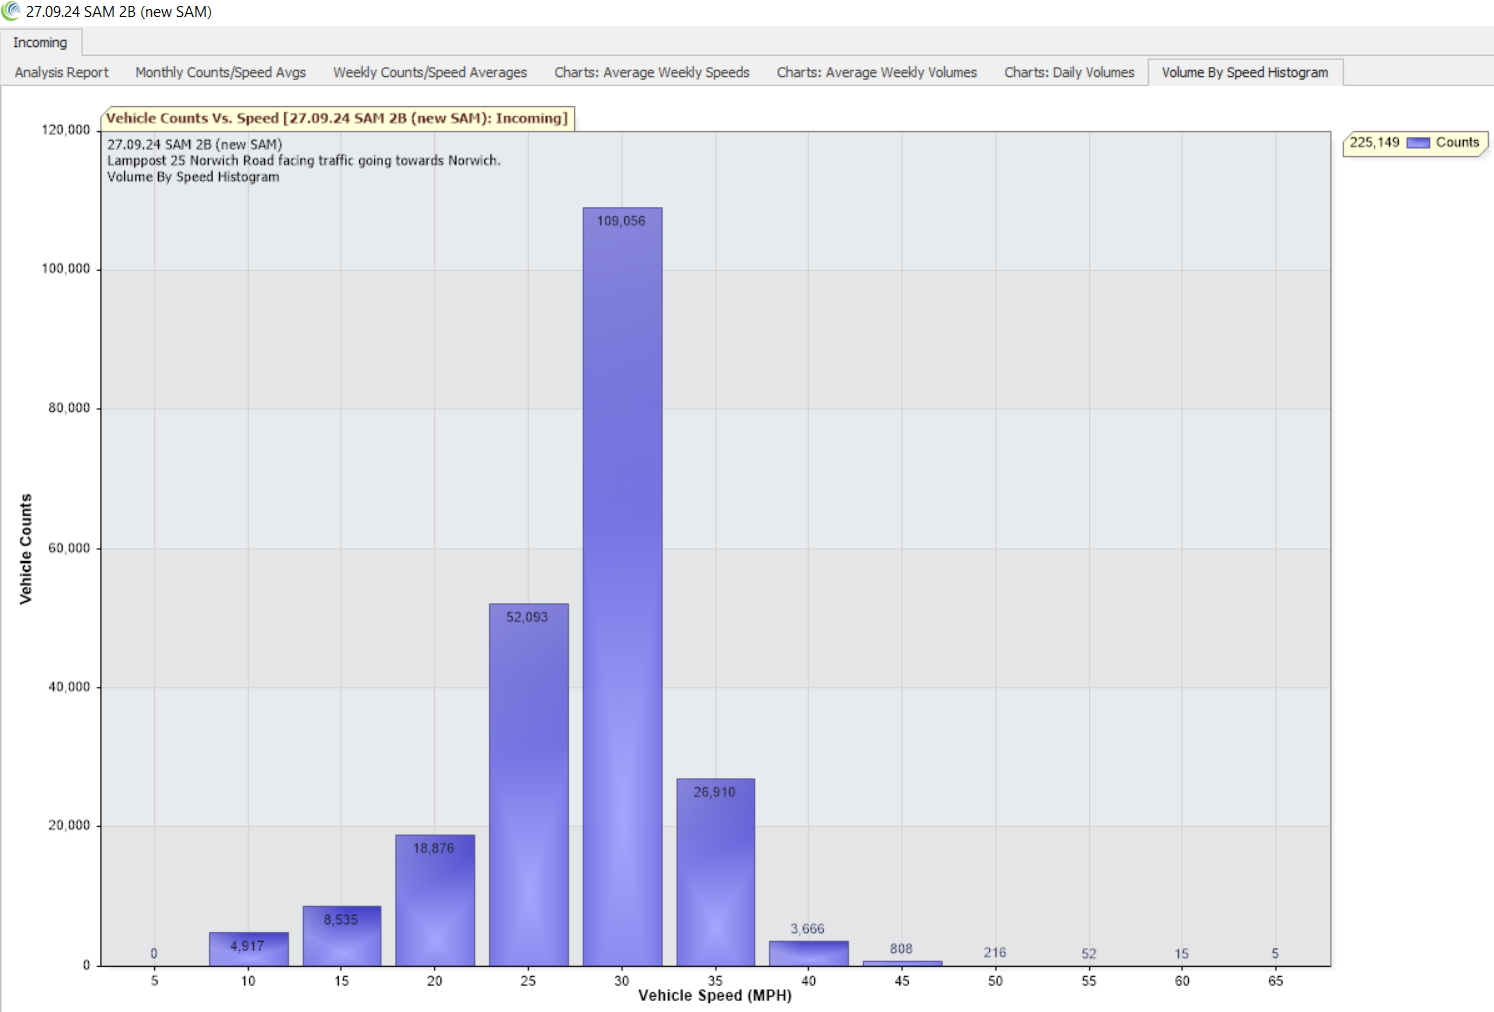 27.09.24 SAM 2B (new SAM)
Incoming
Analysis Report Monthly Counts/Speed Avgs Weekly Counts/Speed Averages Charts: Average Weekly Speeds Charts: Average Weekly Volumes Charts: Daily Volumes Volume By Speed Histogram
Vehicle Counts Vs. Speed [27.09.24 SAM 2B (new SAM): Incoming]
27.09.24 SAM 2B (new SAM)
Lamppost 25 Norwich Road facing traffic going towards Norwich.
Volume By Speed Histogram
225,149 Counts
120,000
100,000
80,000
60,000
40,000
20,000
0
Vehicle Counts
0 4,917 8,535 18,876 52,093 109,056 26,910 3,666 808 216 52 15 5
5 10 15 20 25 30 35 40 45 50 55 60 65
Vehicle Speed (MPH)